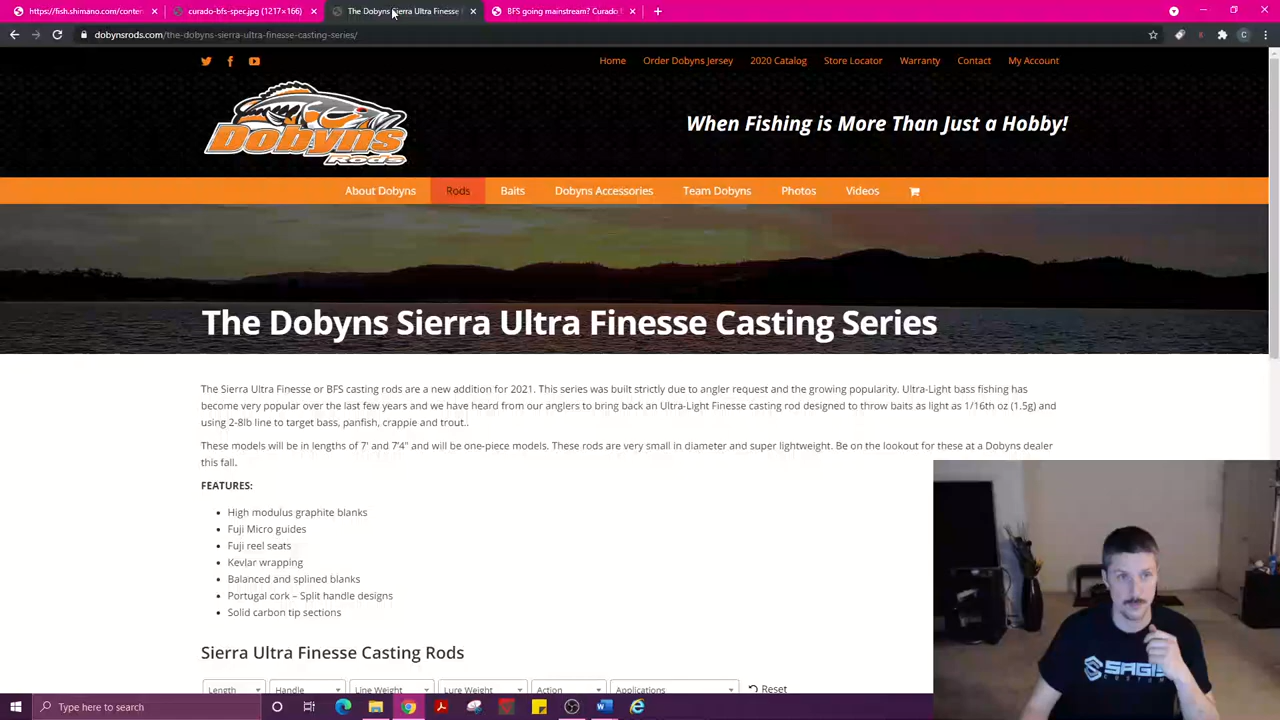 https://fish.shimano.com/conten
curado-bfs-spec.jpg (1217×166)
The Dobyns Sierra Ultra Finesse
BFS going mainstream? Curado
dobynsrods.com/the-dobyns-sierra-ultra-finesse-casting-series/
Home Order Dobyns Jersey 2020 Catalog Store Locator Warranty Contact My Account
Dobyns
Rods
When Fishing is More Than Just a Hobby!
About Dobyns Rods Baits Dobyns Accessories Team Dobyns Photos Videos
The Dobyns Sierra Ultra Finesse Casting Series
The Sierra Ultra Finesse or BFS casting rods are a new addition for 2021. This series was built strictly due to angler request and the growing popularity. Ultra-Light bass fishing has
become very popular over the last few years and we have heard from our anglers to bring back an Ultra-Light Finesse casting rod designed to throw baits as light as 1/16th oz (1.5g) and
using 2-8lb line to target bass, panfish, crappie and trout..
These models will be in lengths of 7' and 7'4" and will be one-piece models. These rods are very small in diameter and super lightweight. Be on the lookout for these at a Dobyns dealer
this fall.
FEATURES:
High modulus graphite blanks
Fuji Micro guides
Fuji reel seats
Kevlar wrapping
Balanced and splined blanks
Portugal cork – Split handle designs
Solid carbon tip sections
Sierra Ultra Finesse Casting Rods
Length Handle Line Weight Lure Weight Action Applications Reset
Type here to search